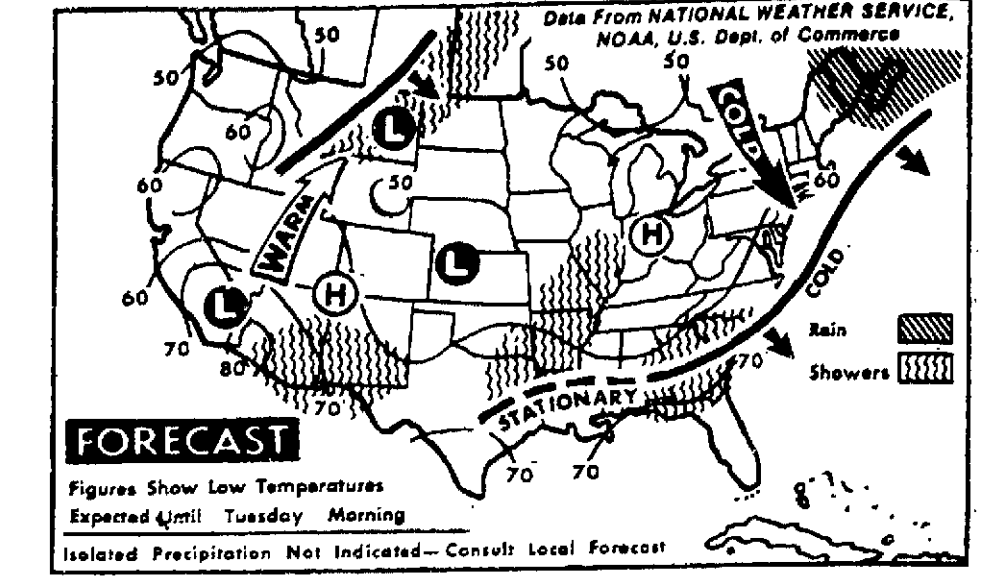 Data From NATIONAL WEATHER SERVICE,
NOAA, U.S. Dept. of Commerce
50
50
50
50
60
COLD
L
60
50
60
WARM
H
L
H
COLD
60
L
Rain
70
70
Showers
80
70
STATIONARY
FORECAST
70
70
Figures Show Low Temperatures
Expected Until Tuesday Morning
Isolated Precipitation Not Indicated—Consult Local Forecast